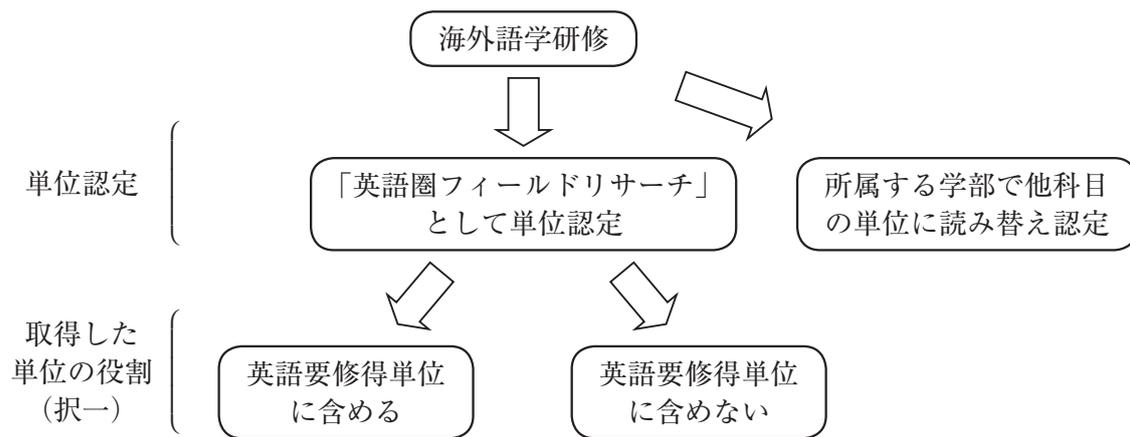 海外語学研修
単位認定
「英語圏フィールドリサーチ」
として単位認定
所属する学部で他科目
の単位に読み替え認定
取得した
単位の役割
（択一）
英語要修得単位
に含める
英語要修得単位
に含めない